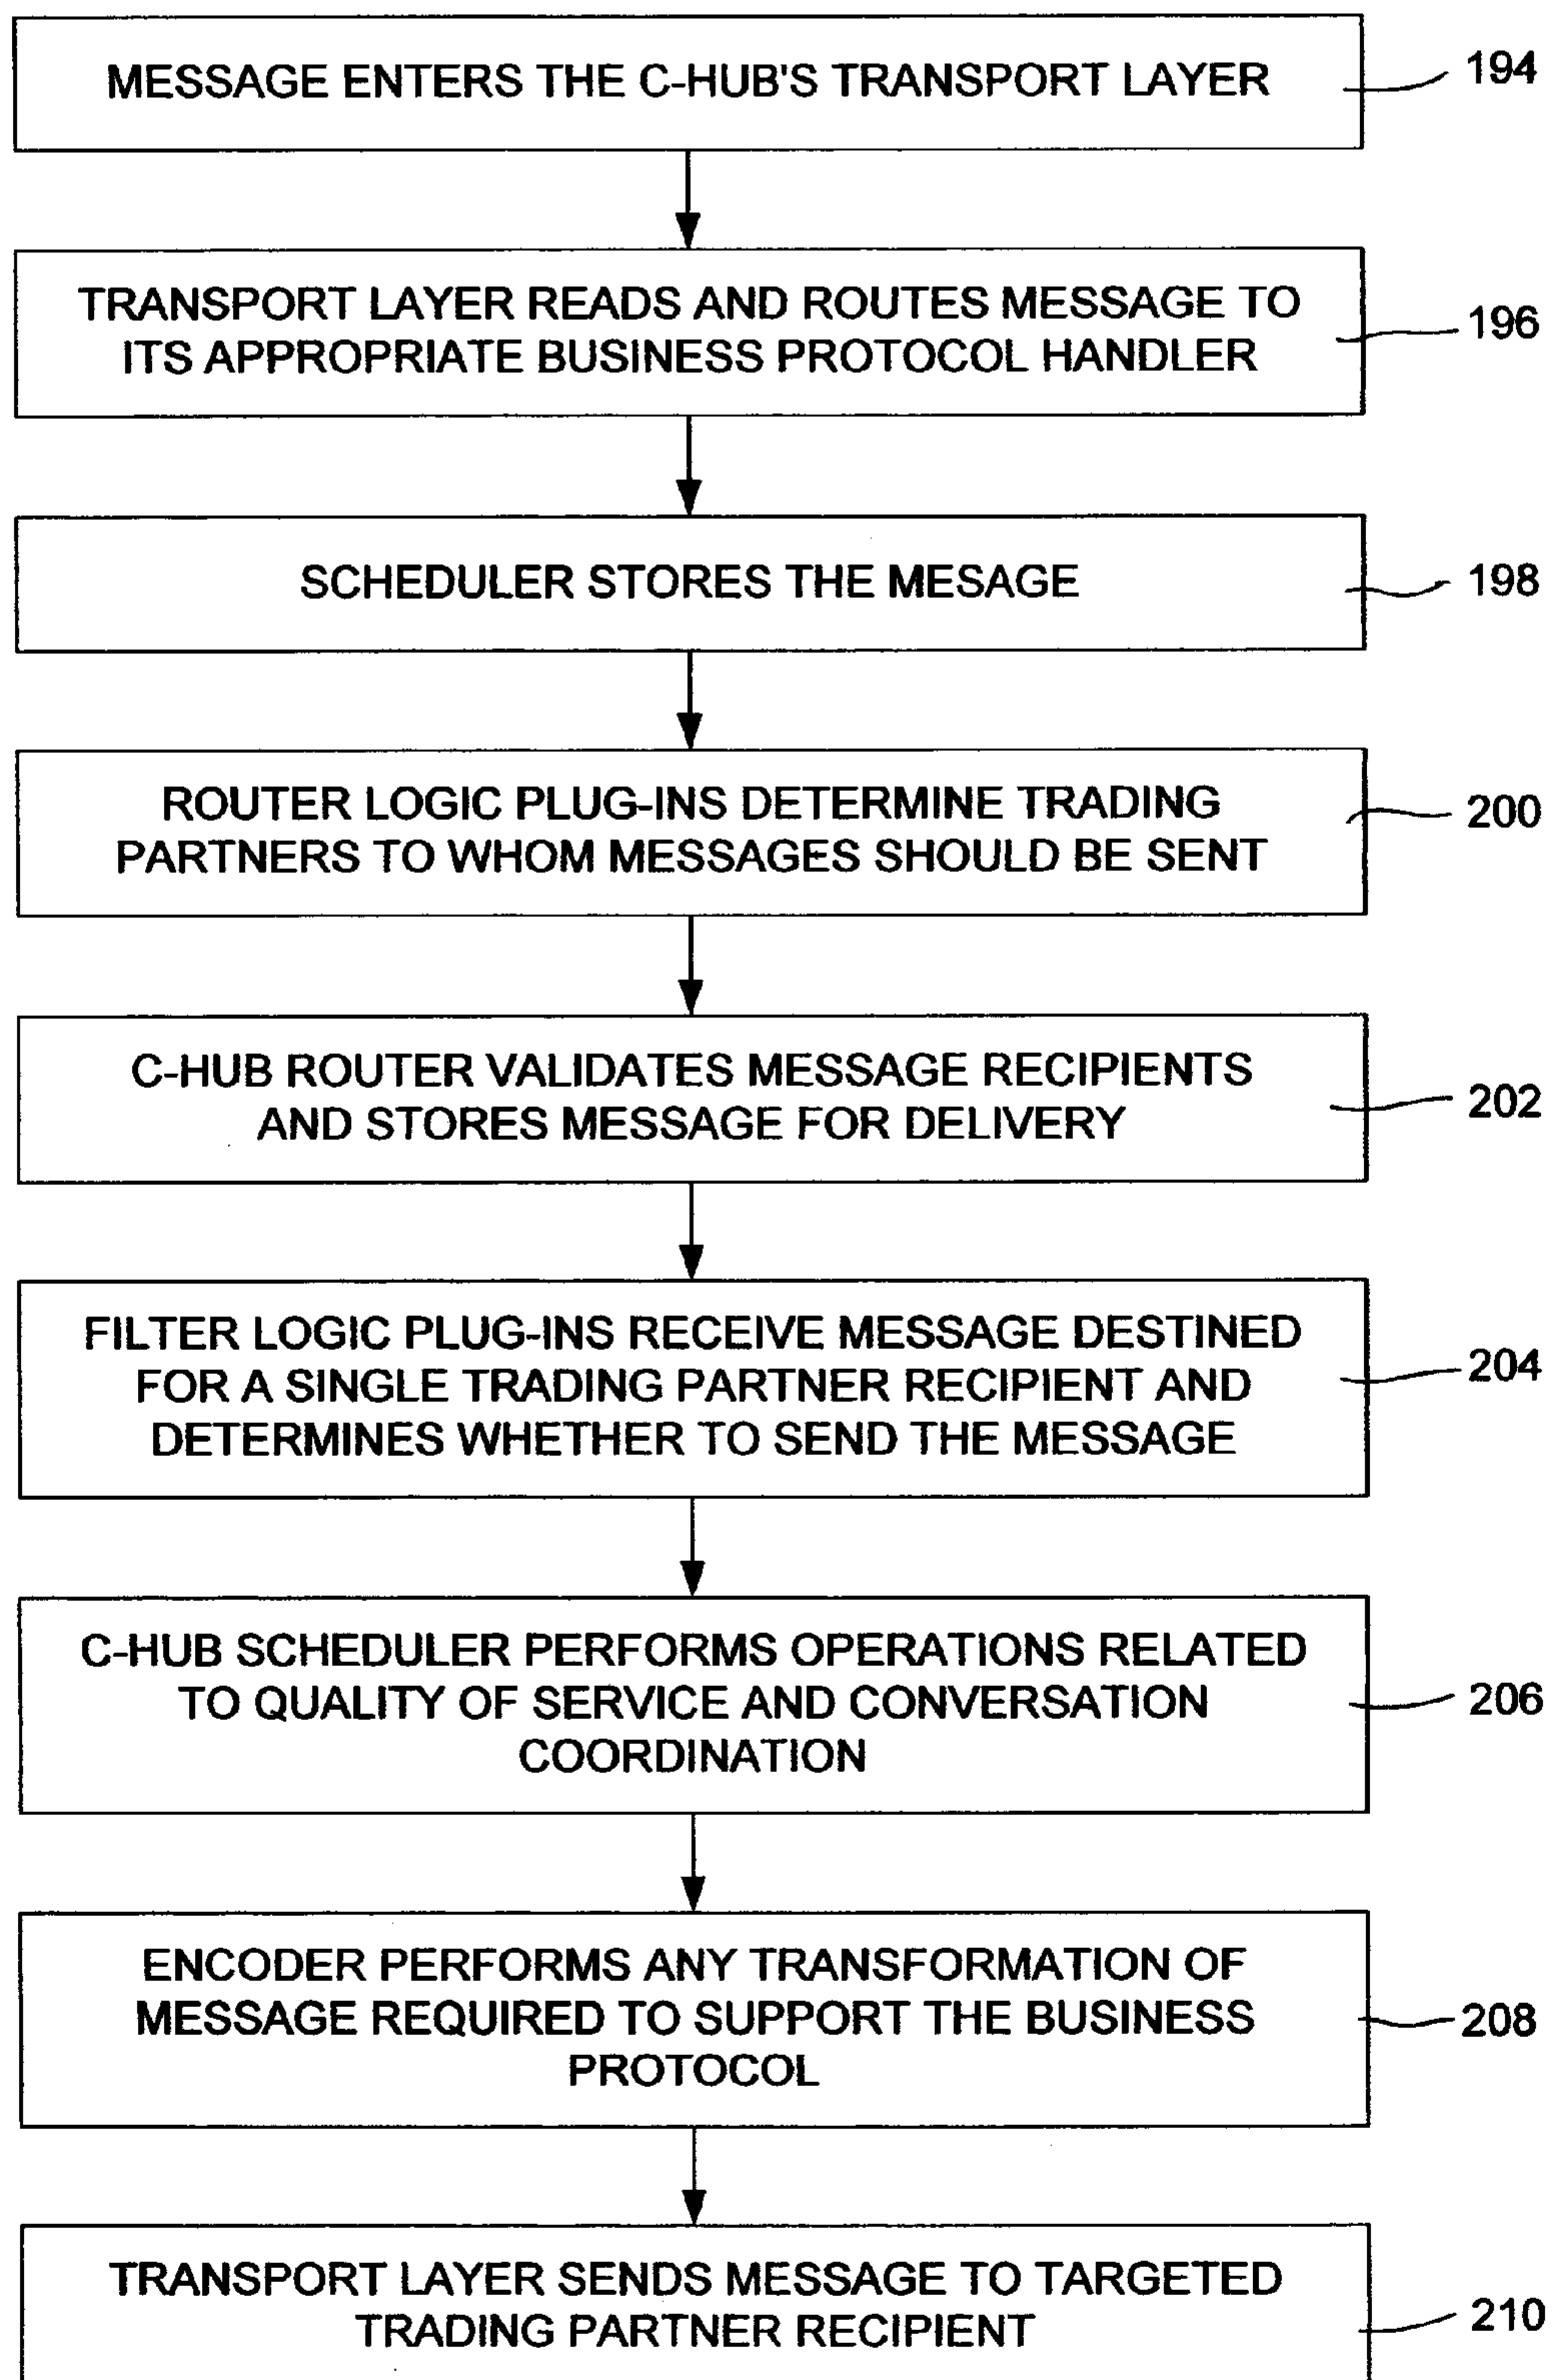 MESSAGE ENTERS THE C-HUB'S TRANSPORT LAYER
194
TRANSPORT LAYER READS AND ROUTES MESSAGE TO
ITS APPROPRIATE BUSINESS PROTOCOL HANDLER
196
SCHEDULER STORES THE MESAGE
198
ROUTER LOGIC PLUG-INS DETERMINE TRADING
PARTNERS TO WHOM MESSAGES SHOULD BE SENT
200
C-HUB ROUTER VALIDATES MESSAGE RECIPIENTS
AND STORES MESSAGE FOR DELIVERY
202
FILTER LOGIC PLUG-INS RECEIVE MESSAGE DESTINED
FOR A SINGLE TRADING PARTNER RECIPIENT AND
DETERMINES WHETHER TO SEND THE MESSAGE
204
C-HUB SCHEDULER PERFORMS OPERATIONS RELATED
TO QUALITY OF SERVICE AND CONVERSATION
COORDINATION
206
ENCODER PERFORMS ANY TRANSFORMATION OF
MESSAGE REQUIRED TO SUPPORT THE BUSINESS
PROTOCOL
208
TRANSPORT LAYER SENDS MESSAGE TO TARGETED
TRADING PARTNER RECIPIENT
210